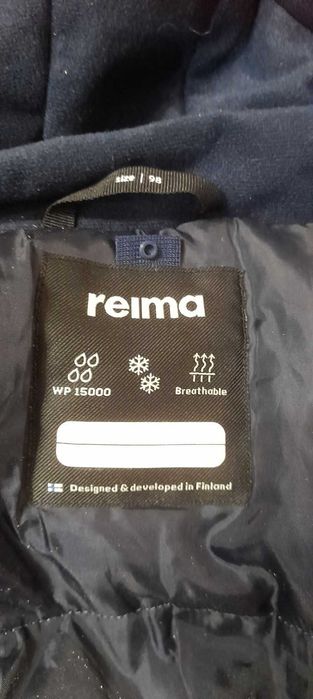 size | 98
reima
WP 15000
Breathable
Designed & developed in Finland